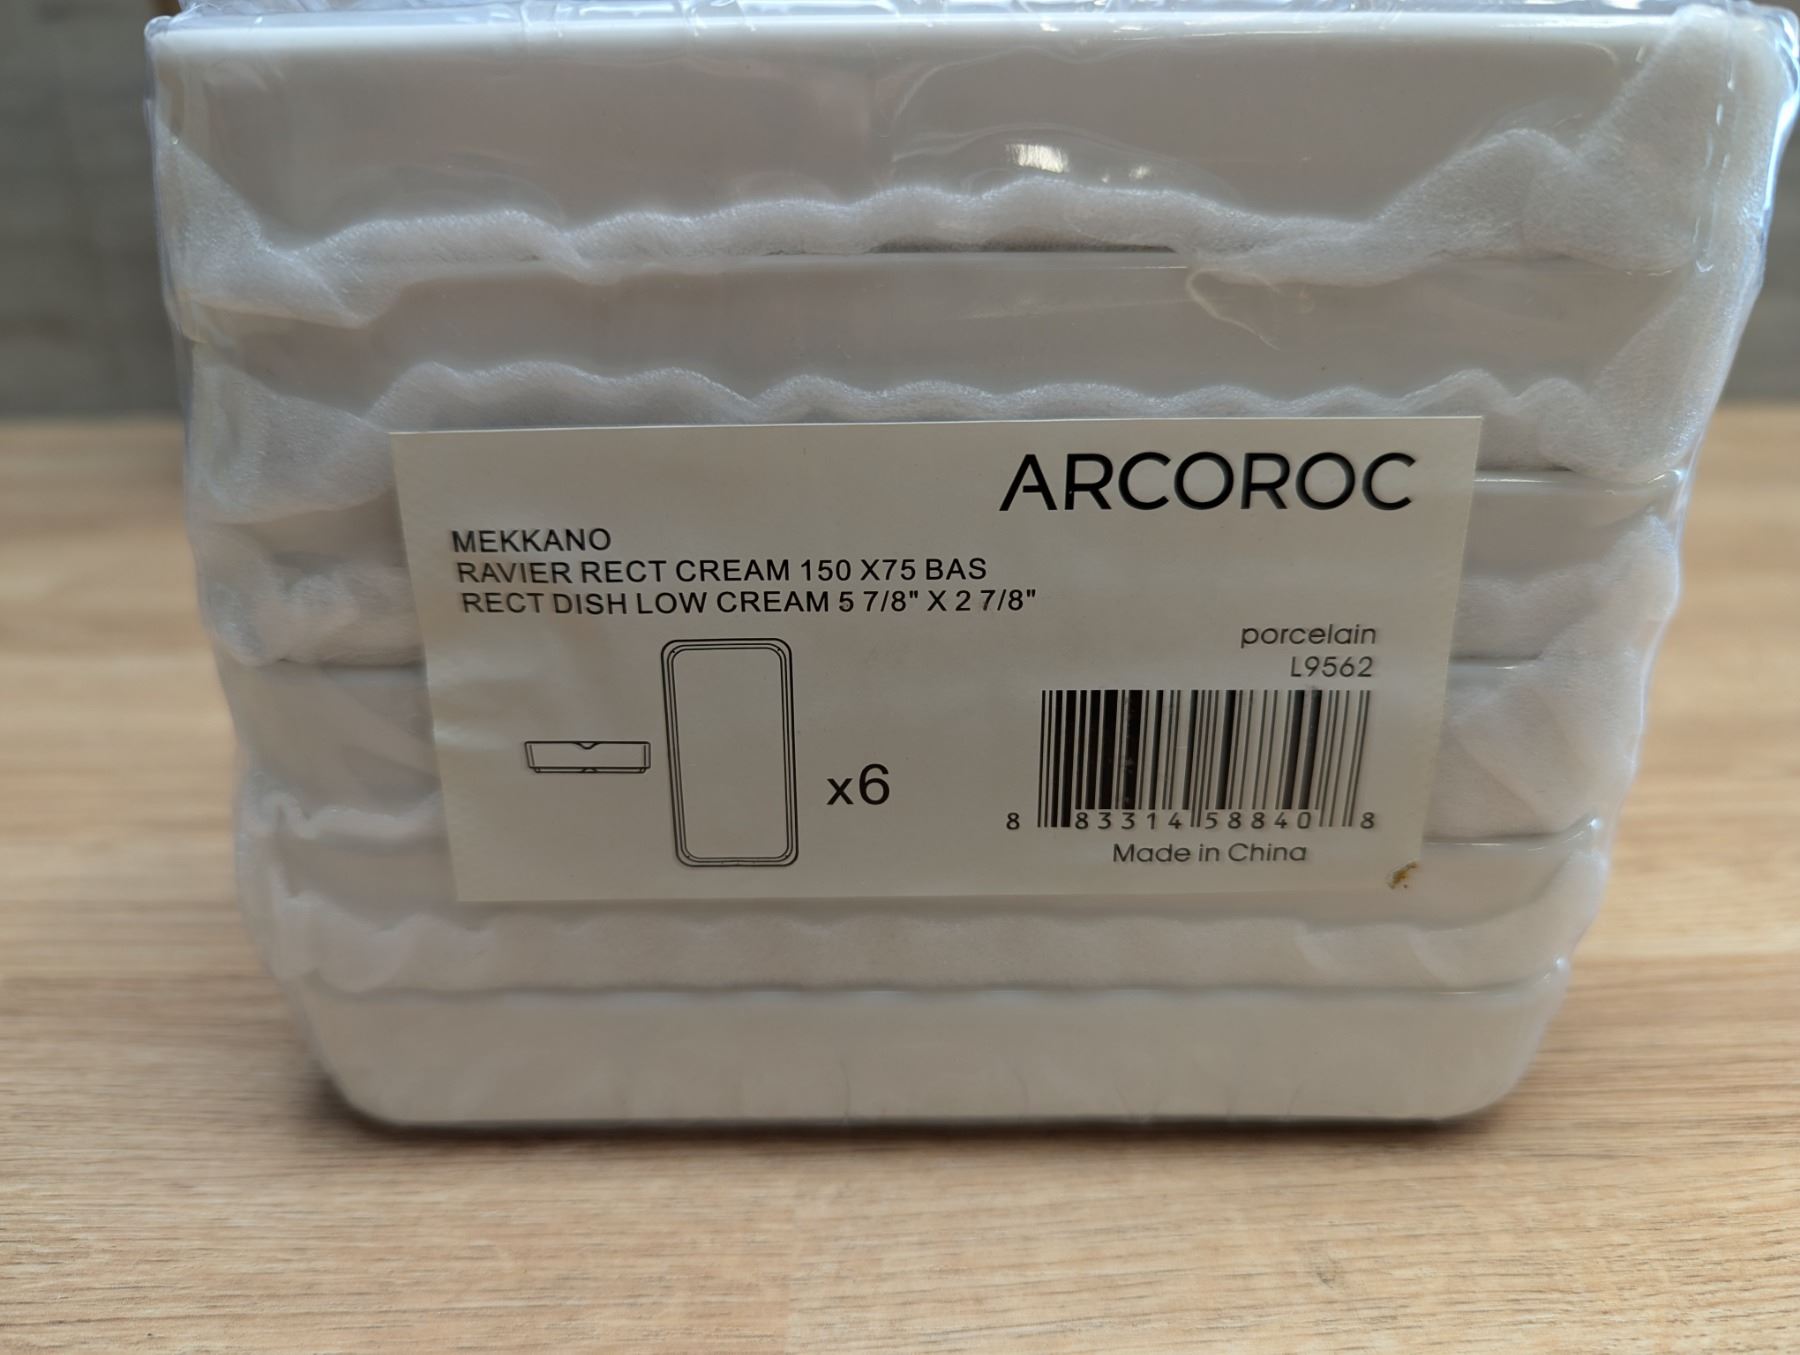 ARCOROC
MEKKANO
RAVIER RECT CREAM 150 X75 BAS
RECT DISH LOW CREAM 5 7/8" X 2 7/8"
porcelain
L9562
x6
8 83314 58840 8
Made in China